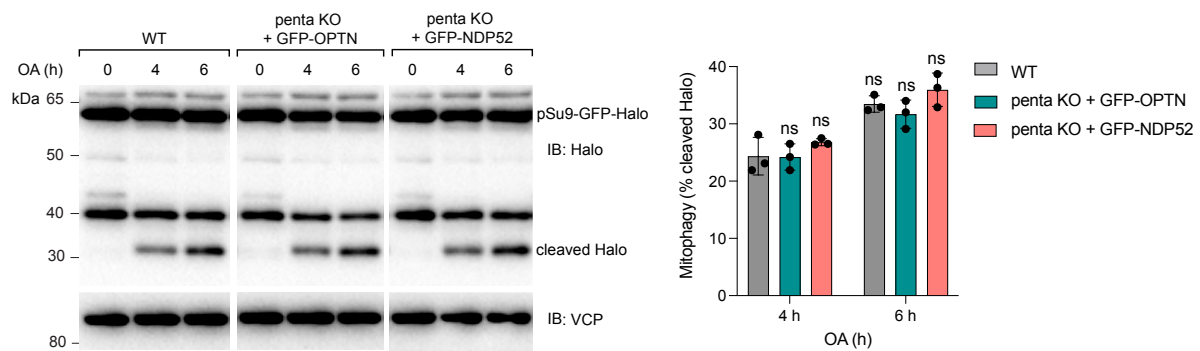 WT
penta KO
+ GFP-OPTN
penta KO
+ GFP-NDP52
OA (h) 0 4 6 0 4 6 0 4 6
kDa 65
pSu9-GFP-Halo
50
IB: Halo
40
30
cleaved Halo
IB: VCP
80
Mitophagy (% cleaved Halo)
40
30
20
10
0
ns
ns
ns
ns
4 h
6 h
OA (h)
WT
penta KO + GFP-OPTN
penta KO + GFP-NDP52